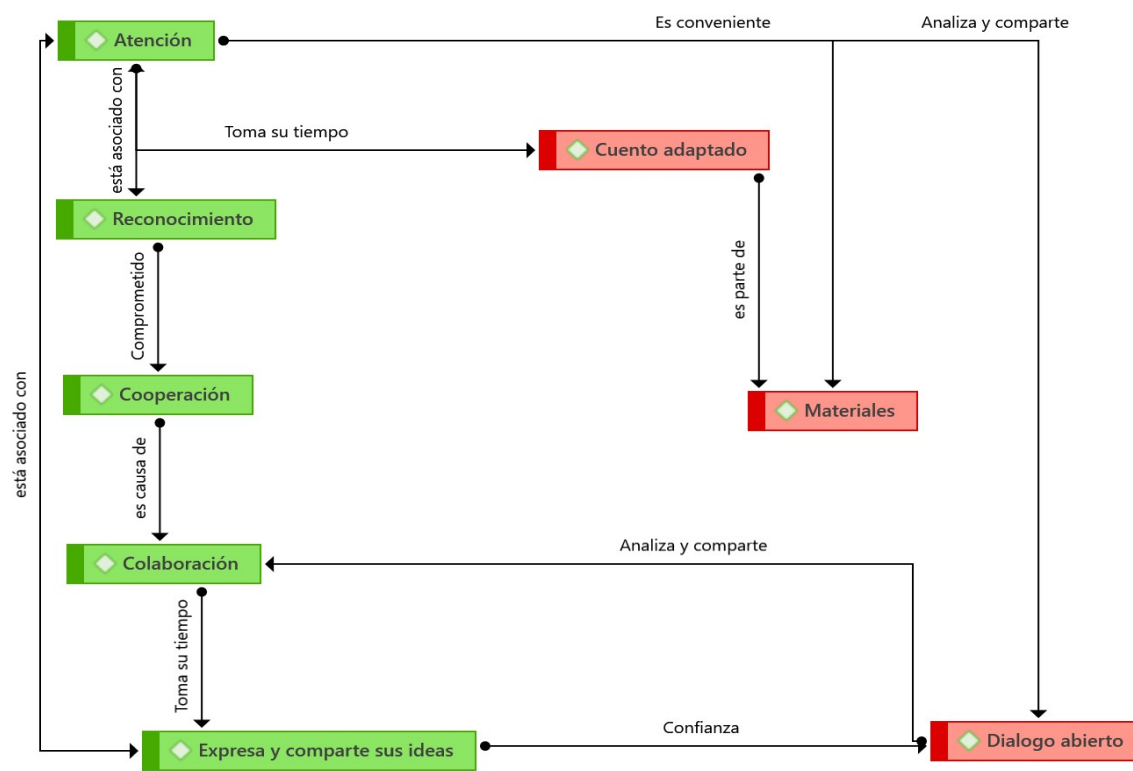 Es conveniente
Analiza y comparte
Atención
está asociado con
Toma su tiempo
Cuento adaptado
Reconocimiento
Comprometido
es parte de
Cooperación
Materiales
está asociado con
es causa de
Analiza y comparte
Colaboración
Toma su tiempo
Confianza
Expresa y comparte sus ideas
Dialogo abierto